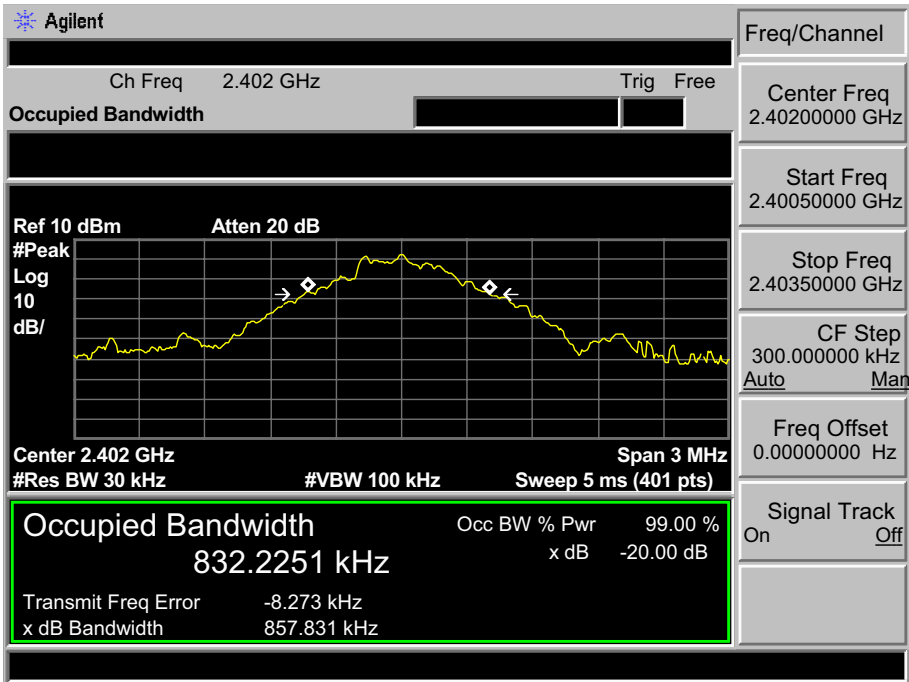 Agilent
Freq/Channel
Ch Freq 2.402 GHz Trig Free
Occupied Bandwidth
Center Freq
2.40200000 GHz
Start Freq
2.40050000 GHz
Stop Freq
2.40350000 GHz
CF Step
300.000000 kHz
Auto Man
Freq Offset
0.00000000 Hz
Signal Track
On Off
Ref 10 dBm Atten 20 dB
#Peak
Log
10
dB/
Center 2.402 GHz Span 3 MHz
#Res BW 30 kHz #VBW 100 kHz Sweep 5 ms (401 pts)
Occupied Bandwidth Occ BW % Pwr 99.00 %
832.2251 kHz x dB -20.00 dB
Transmit Freq Error -8.273 kHz
x dB Bandwidth 857.831 kHz